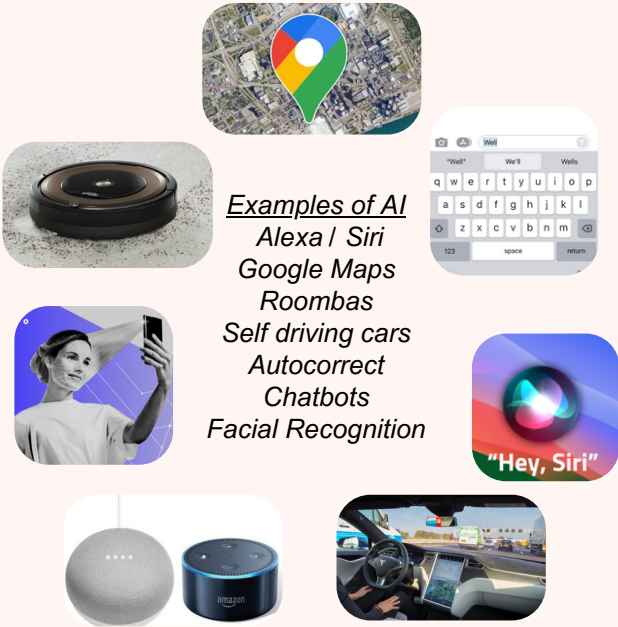 Well
"Well"
We'll
Wells
q w e r t y u i o p
a s d f g h j k l
z x c v b n m
123
space
return
Examples of AI
Alexa / Siri
Google Maps
Roombas
Self driving cars
Autocorrect
Chatbots
Facial Recognition
"Hey, Siri"
amazon